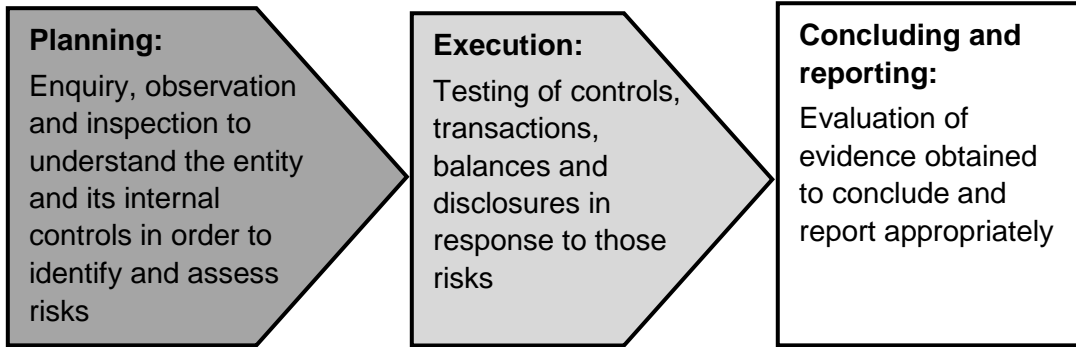 Planning:
Enquiry, observation
and inspection to
understand the entity
and its internal
controls in order to
identify and assess
risks
Execution:
Testing of controls,
transactions,
balances and
disclosures in
response to those
risks
Concluding and
reporting:
Evaluation of
evidence obtained
to conclude and
report appropriately